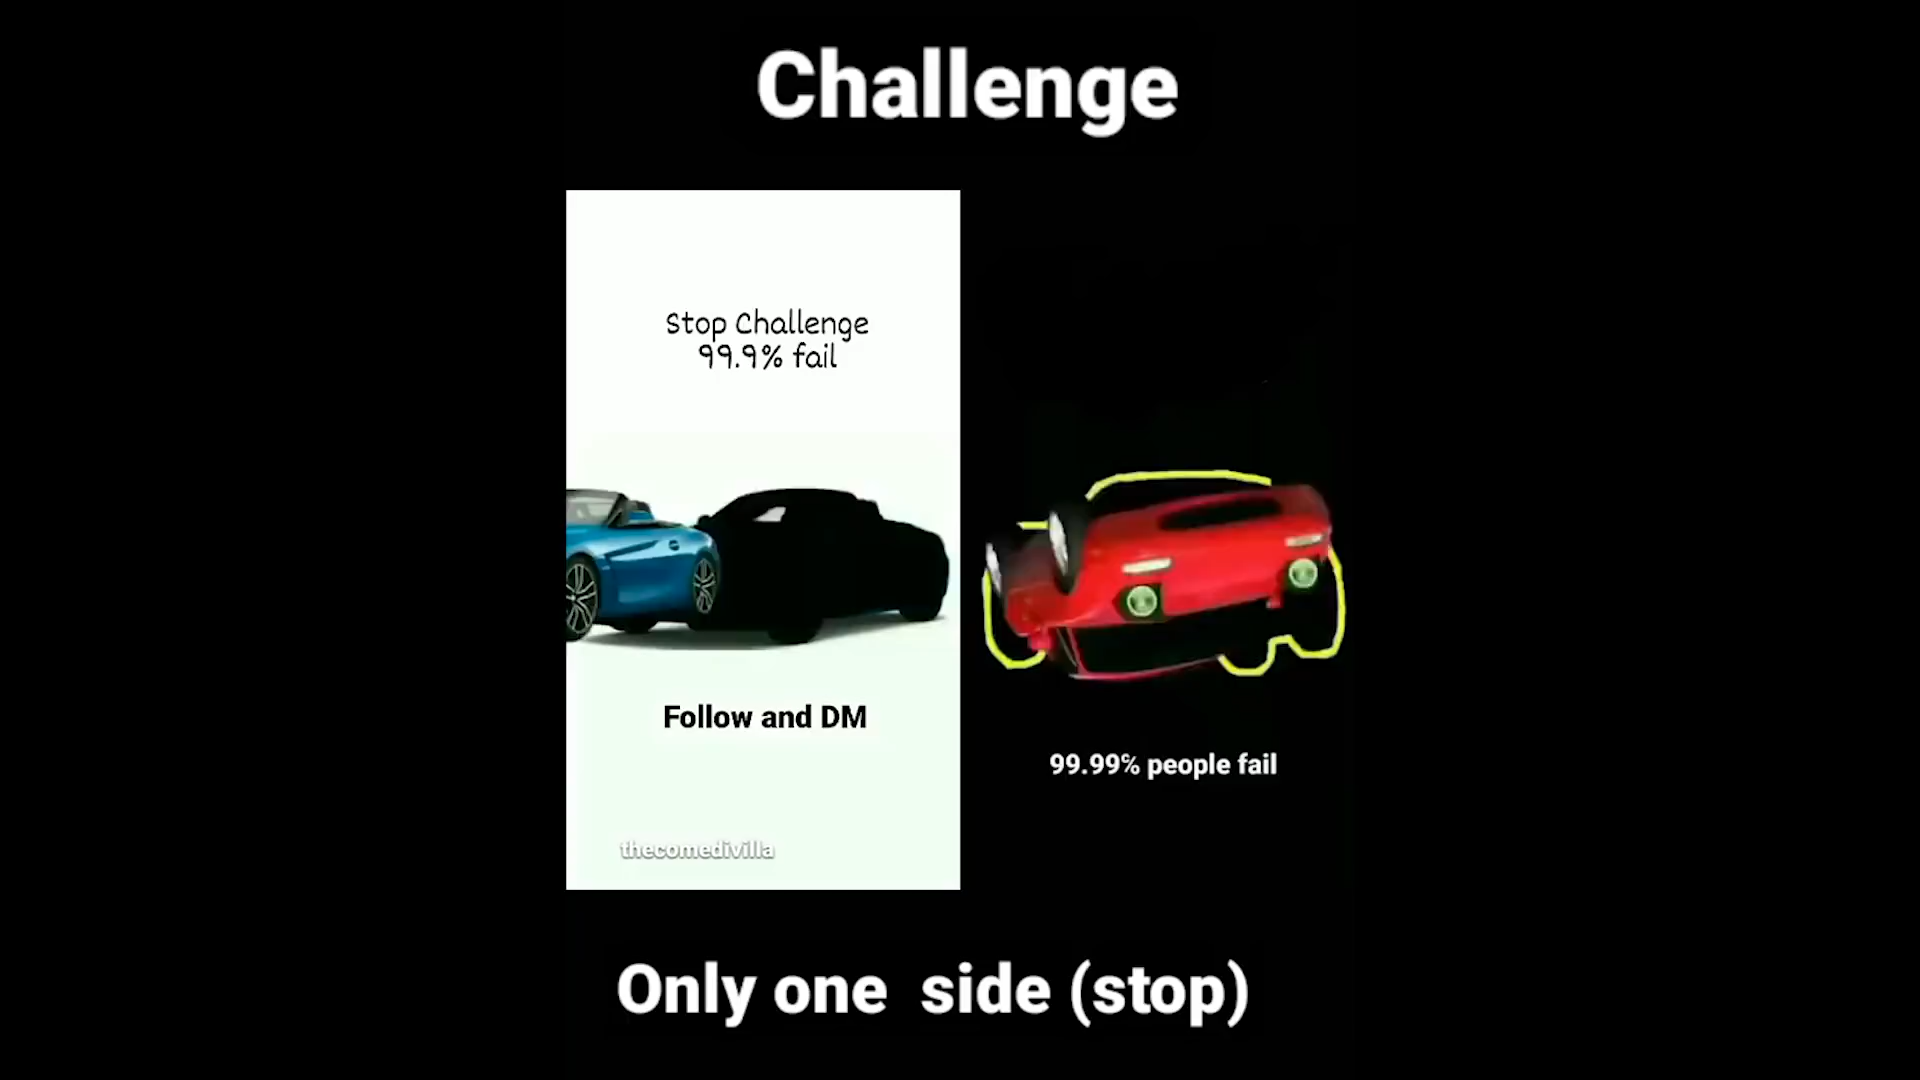 Challenge
Stop Challenge
99.9% fail
Follow and DM
thecomedivilla
99.99% people fail
Only one side (stop)